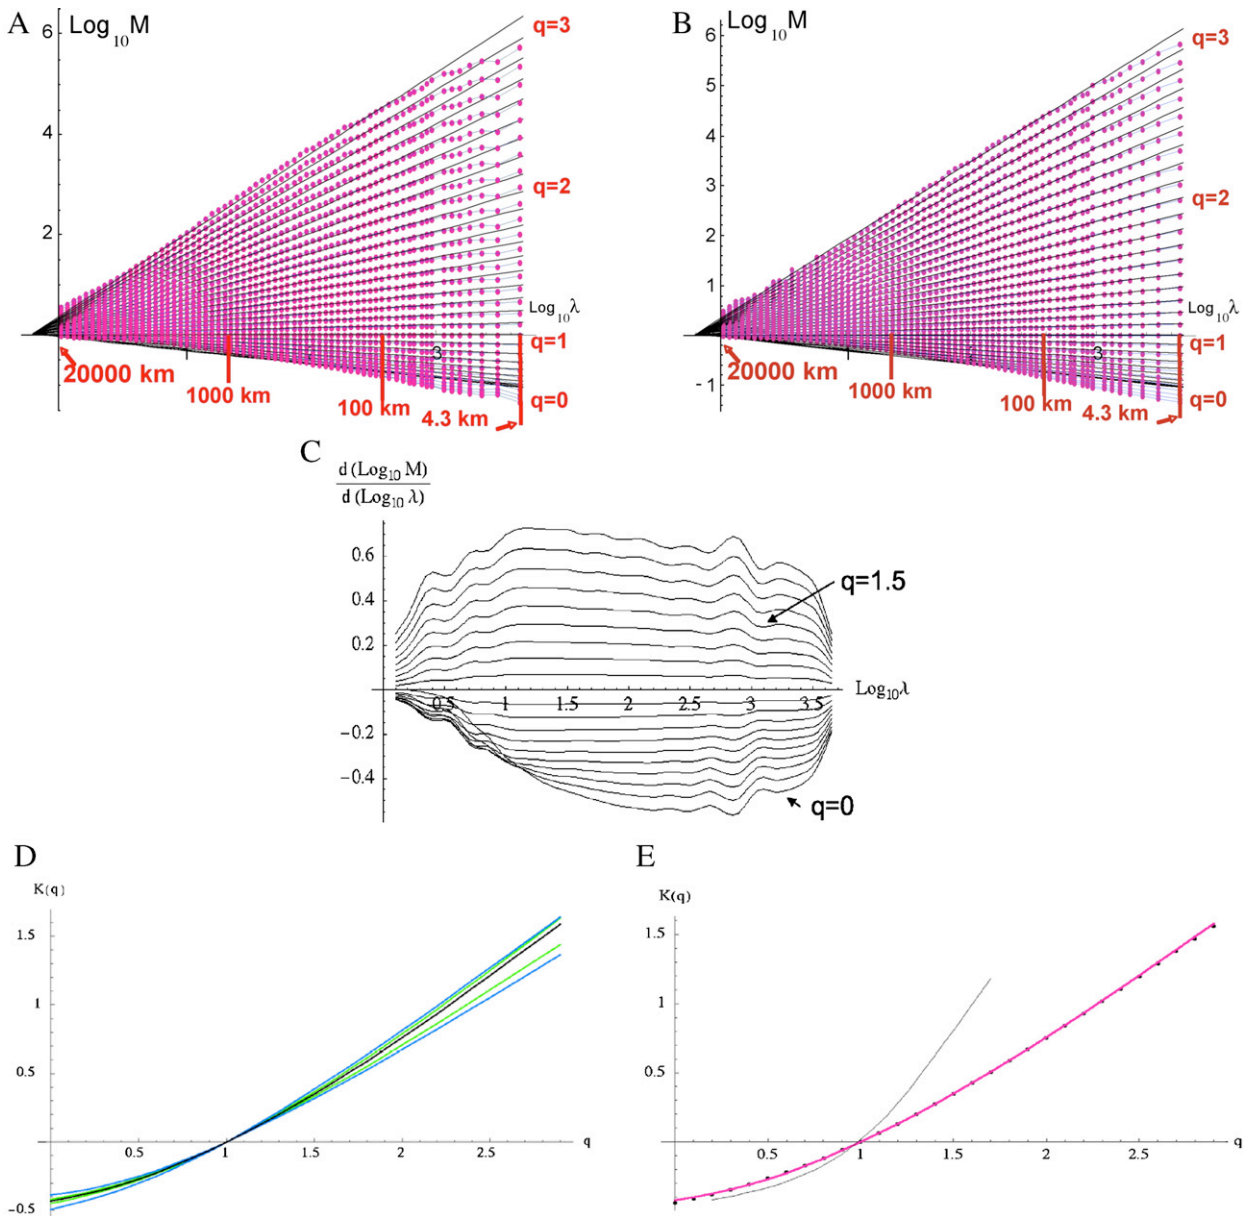 A
Log₁₀M
6
4
2
q=3
q=2
Log₁₀λ
q=1
3
20000 km
1000 km
100 km
4.3 km
q=0
B
Log₁₀M
6
5
4
3
2
1
-1
q=3
q=2
Log₁₀λ
q=1
1
2
3
20000 km
1000 km
100 km
4.3 km
q=0
C
d (Log₁₀ M)
d (Log₁₀ λ)
0.6
0.4
0.2
−0.2
−0.4
q=1.5
Log₁₀λ
0.5 1 1.5 2 2.5 3 3.5
q=0
D
K(q)
1.5
1
0.5
−0.5
0.5 1 1.5 2 2.5 q
E
K(q)
1.5
1
0.5
−0.5
0.5 1 1.5 2 2.5 q